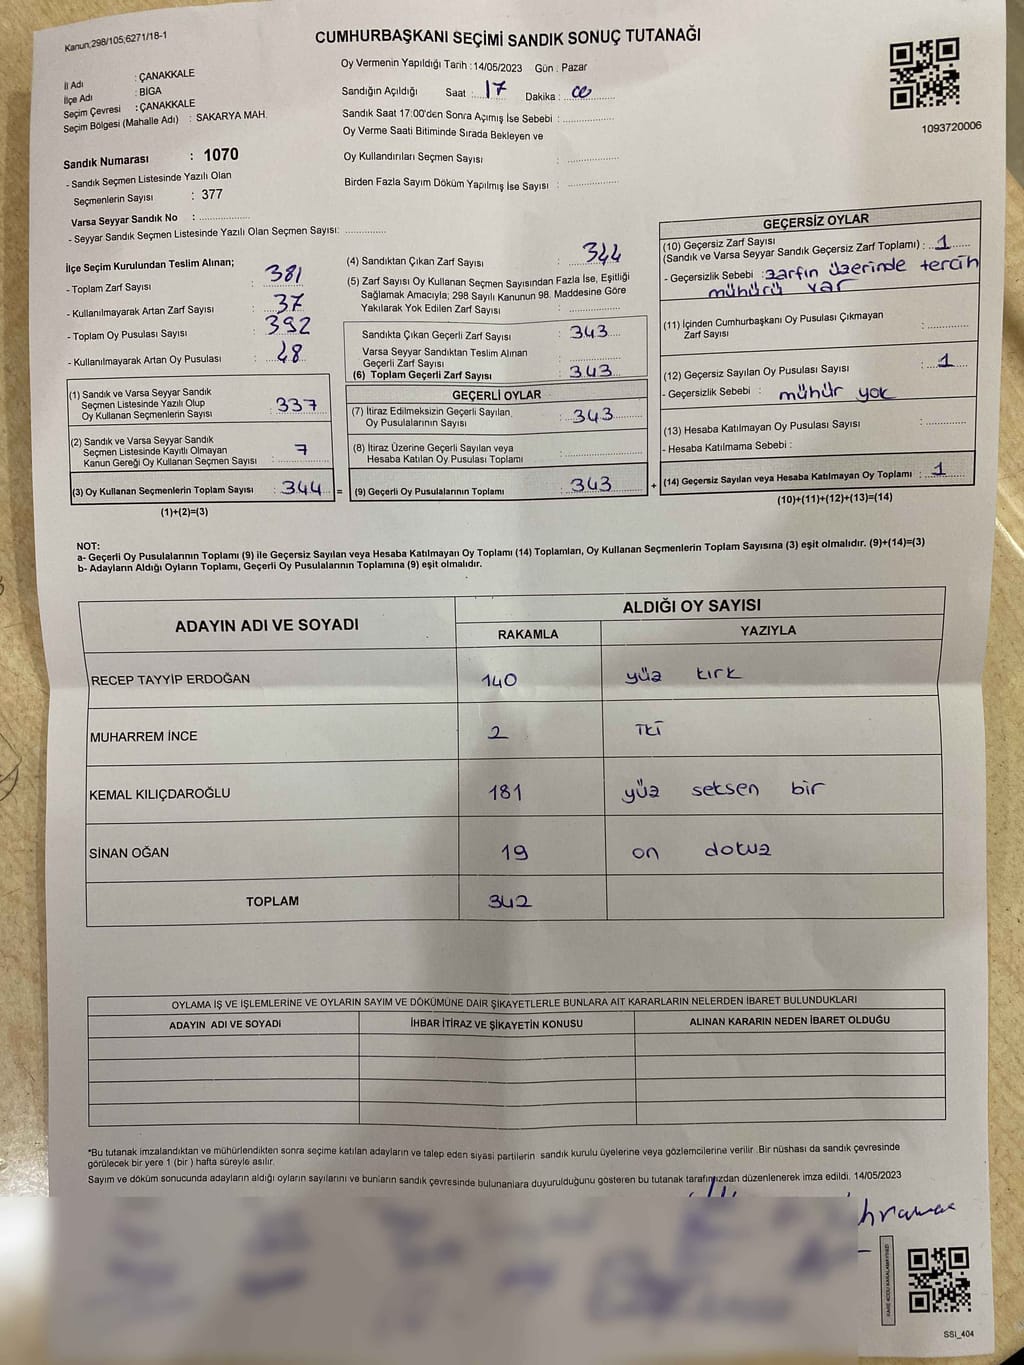 Kanun;298/105;6271/18-1
CUMHURBAŞKANI SEÇİMİ SANDIK SONUÇ TUTANAĞI
İl Adı : ÇANAKKALE
İlçe Adı : BİGA
Seçim Çevresi : ÇANAKKALE
Seçim Bölgesi (Mahalle Adı) : SAKARYA MAH.
Sandık Numarası : 1070
- Sandık Seçmen Listesinde Yazılı Olan
Seçmenlerin Sayısı : 377
Varsa Seyyar Sandık No : ...................
- Seyyar Sandık Seçmen Listesinde Yazılı Olan Seçmen Sayısı: ..............
Oy Vermenin Yapıldığı Tarih : 14/05/2023 Gün : Pazar
Sandığın Açıldığı Saat : 17 Dakika : 00
Sandık Saat 17:00'den Sonra Açımış İse Sebebi : ..................
Oy Verme Saati Bitiminde Sırada Bekleyen ve
Oy Kullandırıları Seçmen Sayısı : ..................
Birden Fazla Sayım Döküm Yapılmış İse Sayısı : ..................
1093720006
İlçe Seçim Kurulundan Teslim Alınan;
- Toplam Zarf Sayısı : 381
- Kullanılmayarak Artan Zarf Sayısı : 37
- Toplam Oy Pusulası Sayısı : 392
- Kullanılmayarak Artan Oy Pusulası : 48
(1) Sandık ve Varsa Seyyar Sandık
Seçmen Listesinde Yazılı Olup
Oy Kullanan Seçmenlerin Sayısı : 337
(2) Sandık ve Varsa Seyyar Sandık
Seçmen Listesinde Kayıtlı Olmayan
Kanun Gereği Oy Kullanan Seçmen Sayısı : 7
(3) Oy Kullanan Seçmenlerin Toplam Sayısı : 344 =
(1)+(2)=(3)
(4) Sandıktan Çıkan Zarf Sayısı : 344
(5) Zarf Sayısı Oy Kullanan Seçmen Sayısından Fazla İse, Eşitliği
Sağlamak Amacıyla; 298 Sayılı Kanunun 98. Maddesine Göre
Yakılarak Yok Edilen Zarf Sayısı : ..................
Sandıkta Çıkan Geçerli Zarf Sayısı : 343
Varsa Seyyar Sandıktan Teslim Alınan
Geçerli Zarf Sayısı : ..................
(6) Toplam Geçerli Zarf Sayısı : 343
GEÇERLİ OYLAR
(7) İtiraz Edilmeksizin Geçerli Sayılan,
Oy Pusulalarının Sayısı : 343
(8) İtiraz Üzerine Geçerli Sayılan veya
Hesaba Katılan Oy Pusulası Toplamı : ..................
(9) Geçerli Oy Pusulalarının Toplamı : 343 +
GEÇERSİZ OYLAR
(10) Geçersiz Zarf Sayısı
(Sandık ve Varsa Seyyar Sandık Geçersiz Zarf Toplamı) : 1
- Geçersizlik Sebebi : zarfın üzerinde tercih
mühürü var
(11) İçinden Cumhurbaşkanı Oy Pusulası Çıkmayan
Zarf Sayısı : ..............
(12) Geçersiz Sayılan Oy Pusulası Sayısı : 1
- Geçersizlik Sebebi : mühür yok
(13) Hesaba Katılmayan Oy Pusulası Sayısı : ..............
- Hesaba Katılmama Sebebi :
(14) Geçersiz Sayılan veya Hesaba Katılmayan Oy Toplamı : 1
(10)+(11)+(12)+(13)=(14)
NOT:
a- Geçerli Oy Pusulalarının Toplamı (9) ile Geçersiz Sayılan veya Hesaba Katılmayan Oy Toplamı (14) Toplamları, Oy Kullanan Seçmenlerin Toplam Sayısına (3) eşit olmalıdır. (9)+(14)=(3)
b- Adayların Aldığı Oyların Toplamı, Geçerli Oy Pusulalarının Toplamına (9) eşit olmalıdır.
ADAYIN ADI VE SOYADI ALDIĞI OY SAYISI
RAKAMLA YAZIYLA
RECEP TAYYİP ERDOĞAN 140 yüz kırk
MUHARREM İNCE 2 İki
KEMAL KILIÇDAROĞLU 181 yüz seksen bir
SİNAN OĞAN 19 on dokuz
TOPLAM 342
OYLAMA İŞ VE İŞLEMLERİNE VE OYLARIN SAYIM VE DÖKÜMÜNE DAİR ŞİKAYETLERLE BUNLARA AİT KARARLARIN NELERDEN İBARET BULUNDUKLARI
ADAYIN ADI VE SOYADI İHBAR İTİRAZ VE ŞİKAYETİN KONUSU ALINAN KARARIN NEDEN İBARET OLDUĞU
*Bu tutanak imzalandıktan ve mühürlendikten sonra seçime katılan adayların ve talep eden siyasi partilerin sandık kurulu üyelerine veya gözlemcilerine verilir. Bir nüshası da sandık çevresinde
görülecek bir yere 1 (bir ) hafta süreyle asılır.
Sayım ve döküm sonucunda adayların aldığı oyların sayılarını ve bunların sandık çevresinde bulunanlara duyurulduğunu gösteren bu tutanak tarafımızdan düzenlenerek imza edildi. 14/05/2023
KARE KODU KARALAMAYINIZ!
SSI_404